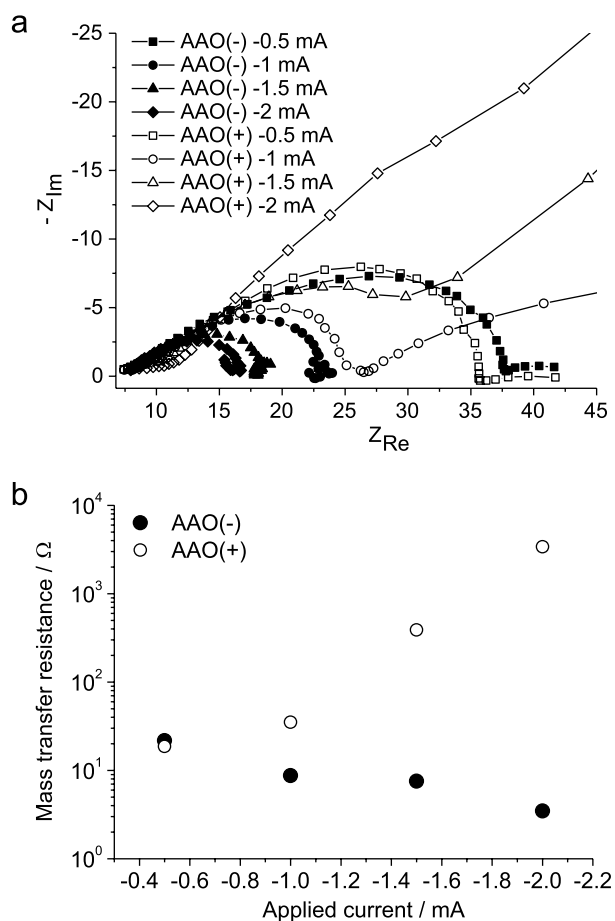 a
-25
-20
-15
-10
-5
0
- Z_Im
AAO(-) -0.5 mA
AAO(-) -1 mA
AAO(-) -1.5 mA
AAO(-) -2 mA
AAO(+) -0.5 mA
AAO(+) -1 mA
AAO(+) -1.5 mA
AAO(+) -2 mA
10 15 20 25 30 35 40 45
Z_Re
b
10^4
10^3
10^2
10^1
10^0
Mass transfer resistance / Ω
AAO(-)
AAO(+)
-0.4 -0.6 -0.8 -1.0 -1.2 -1.4 -1.6 -1.8 -2.0 -2.2
Applied current / mA